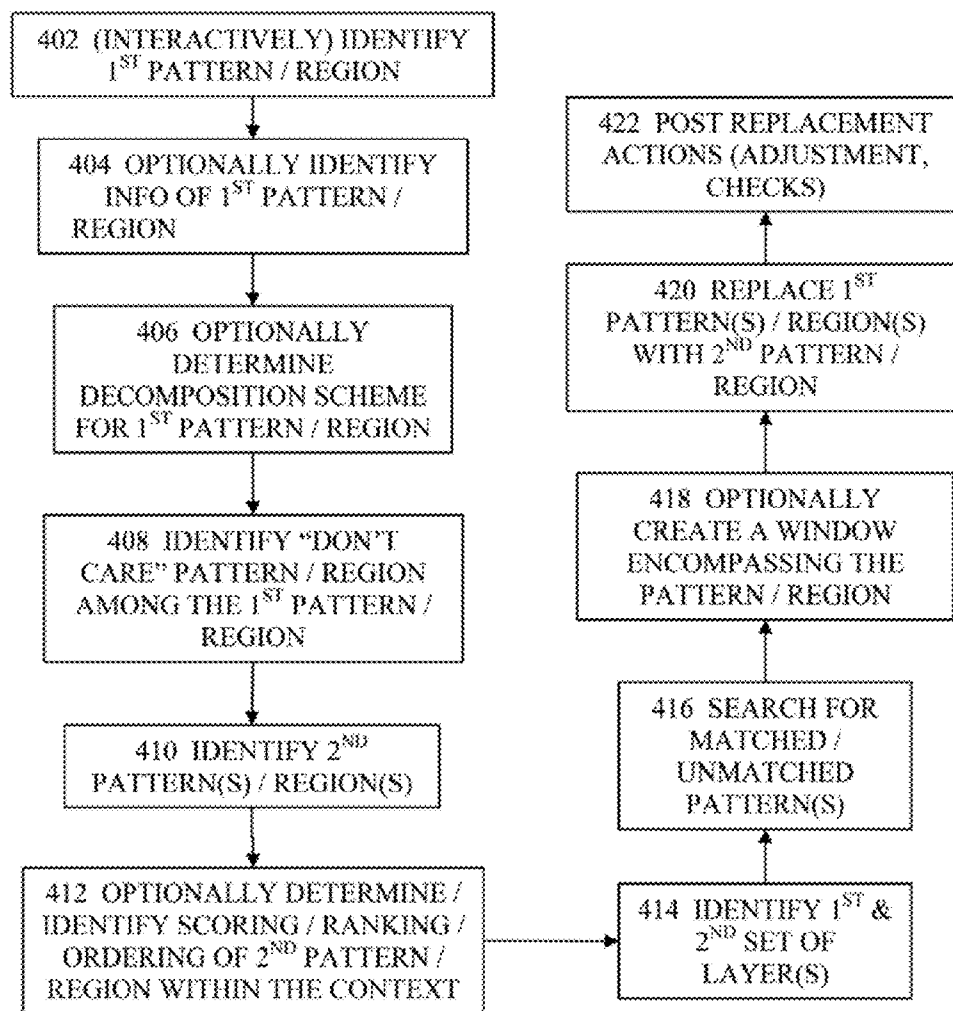 402 (INTERACTIVELY) IDENTIFY
1ST PATTERN / REGION
404 OPTIONALLY IDENTIFY
INFO OF 1ST PATTERN /
REGION
406 OPTIONALLY
DETERMINE
DECOMPOSITION SCHEME
FOR 1ST PATTERN / REGION
408 IDENTIFY “DON'T
CARE” PATTERN / REGION
AMONG THE 1ST PATTERN /
REGION
410 IDENTIFY 2ND
PATTERN(S) / REGION(S)
412 OPTIONALLY DETERMINE /
IDENTIFY SCORING / RANKING /
ORDERING OF 2ND PATTERN /
REGION WITHIN THE CONTEXT
414 IDENTIFY 1ST &
2ND SET OF
LAYER(S)
416 SEARCH FOR
MATCHED /
UNMATCHED
PATTERN(S)
418 OPTIONALLY
CREATE A WINDOW
ENCOMPASSING THE
PATTERN / REGION
420 REPLACE 1ST
PATTERN(S) / REGION(S)
WITH 2ND PATTERN /
REGION
422 POST REPLACEMENT
ACTIONS (ADJUSTMENT,
CHECKS)